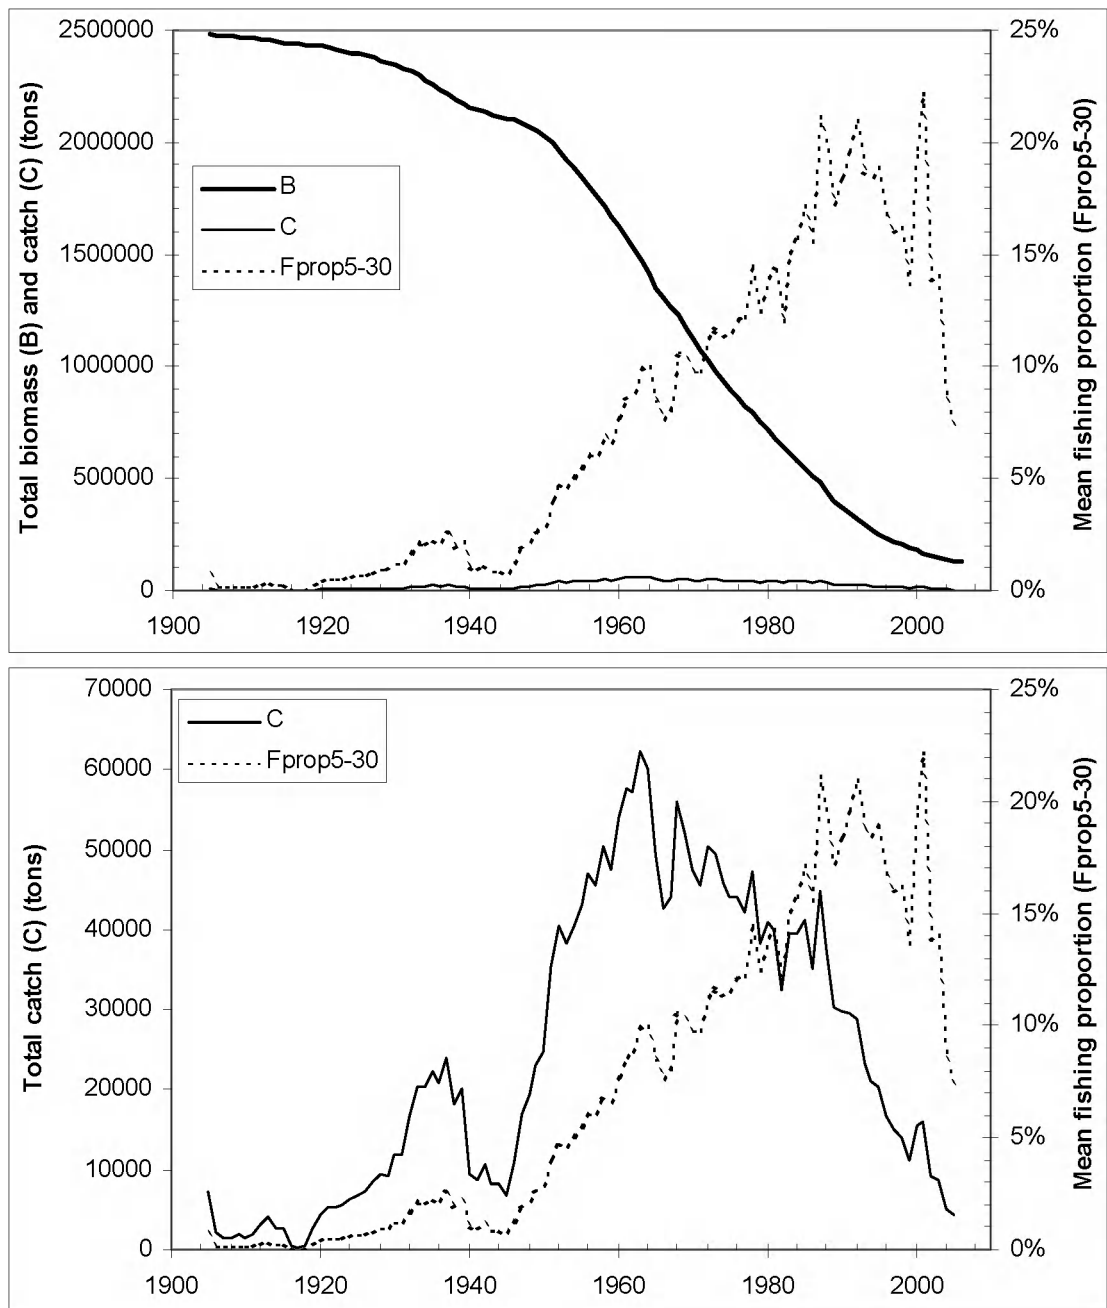 Total biomass (B) and catch (C) (tons)
2500000
2000000
1500000
1000000
500000
0
B
C
Fprop5-30
25%
20%
15%
10%
5%
0%
Mean fishing proportion (Fprop5-30)
1900 1920 1940 1960 1980 2000
Total catch (C) (tons)
70000
60000
50000
40000
30000
20000
10000
0
C
Fprop5-30
25%
20%
15%
10%
5%
0%
Mean fishing proportion (Fprop5-30)
1900 1920 1940 1960 1980 2000